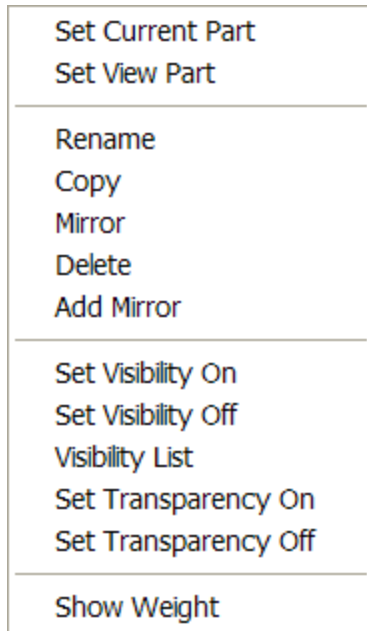 Set Current Part
Set View Part
Rename
Copy
Mirror
Delete
Add Mirror
Set Visibility On
Set Visibility Off
Visibility List
Set Transparency On
Set Transparency Off
Show Weight